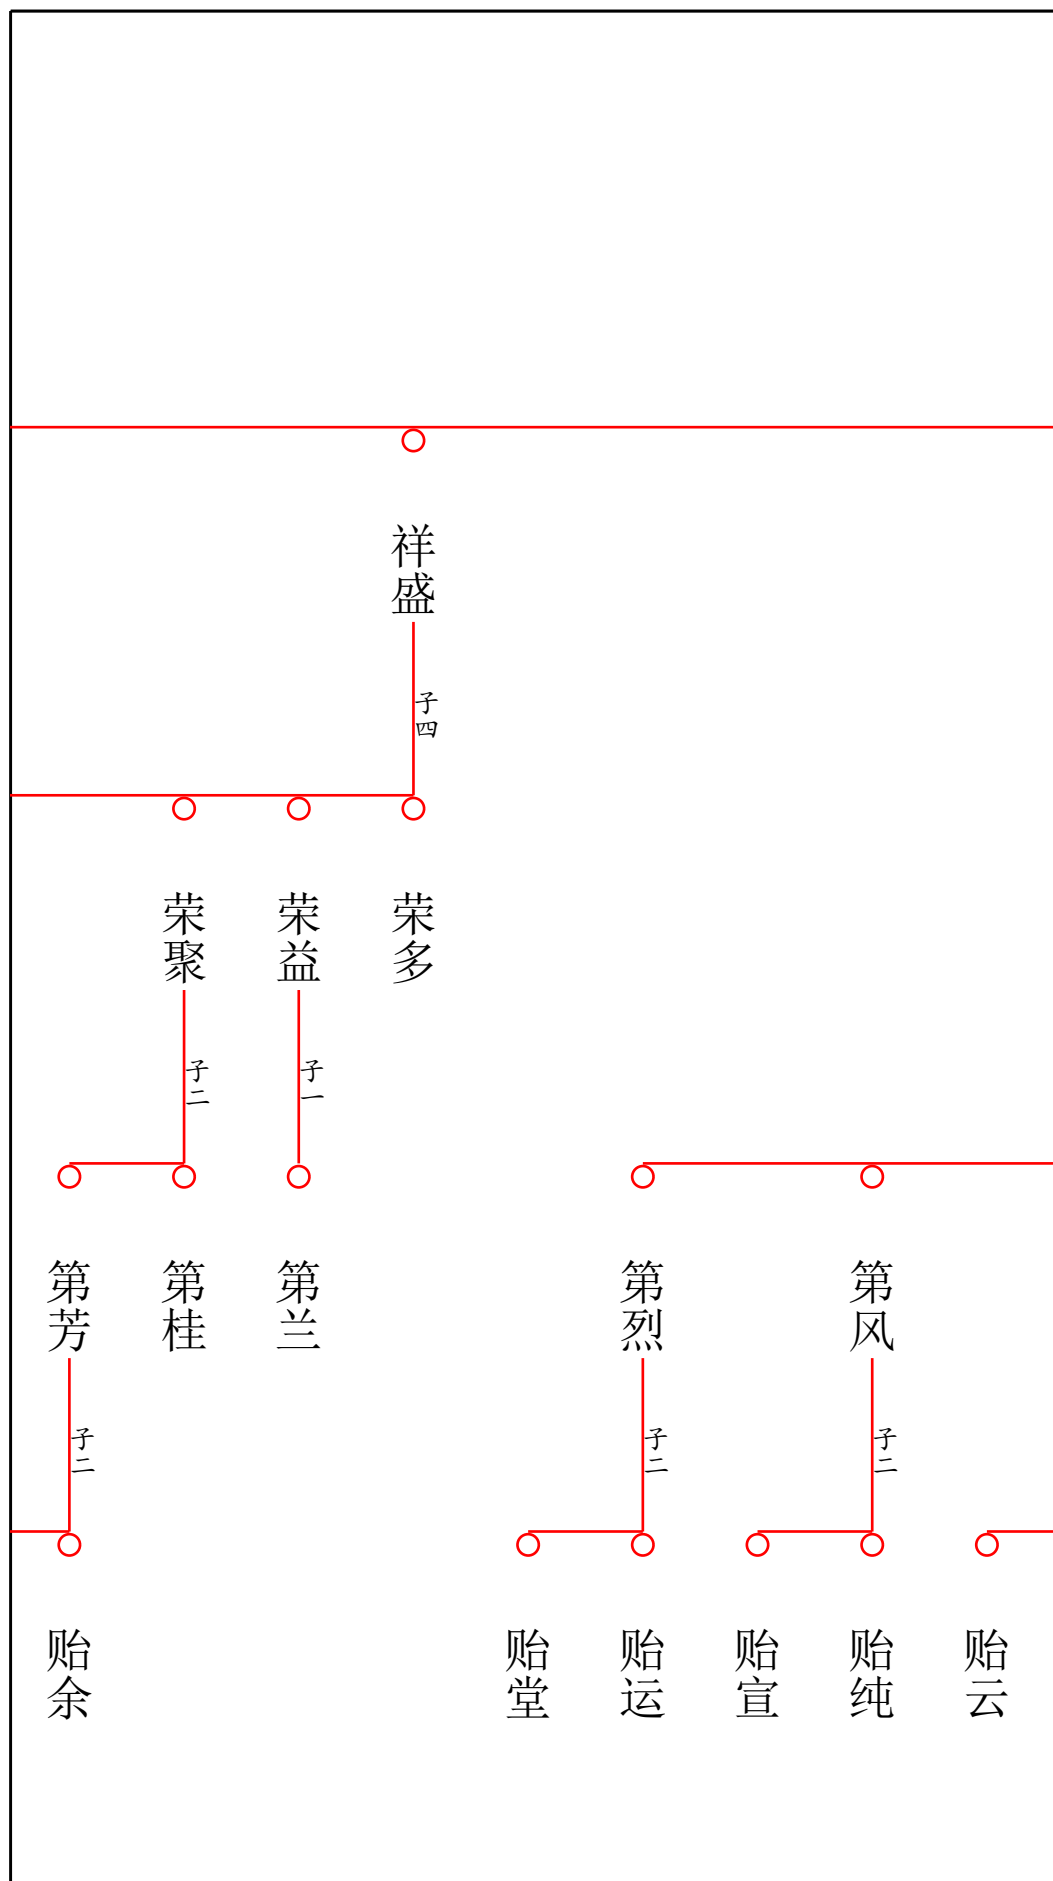 祥盛
子四
荣多
荣益
荣聚
子一
子二
第风
第烈
第兰
第桂
第芳
子二
子二
子二
贻云
贻纯
贻宣
贻运
贻堂
贻余